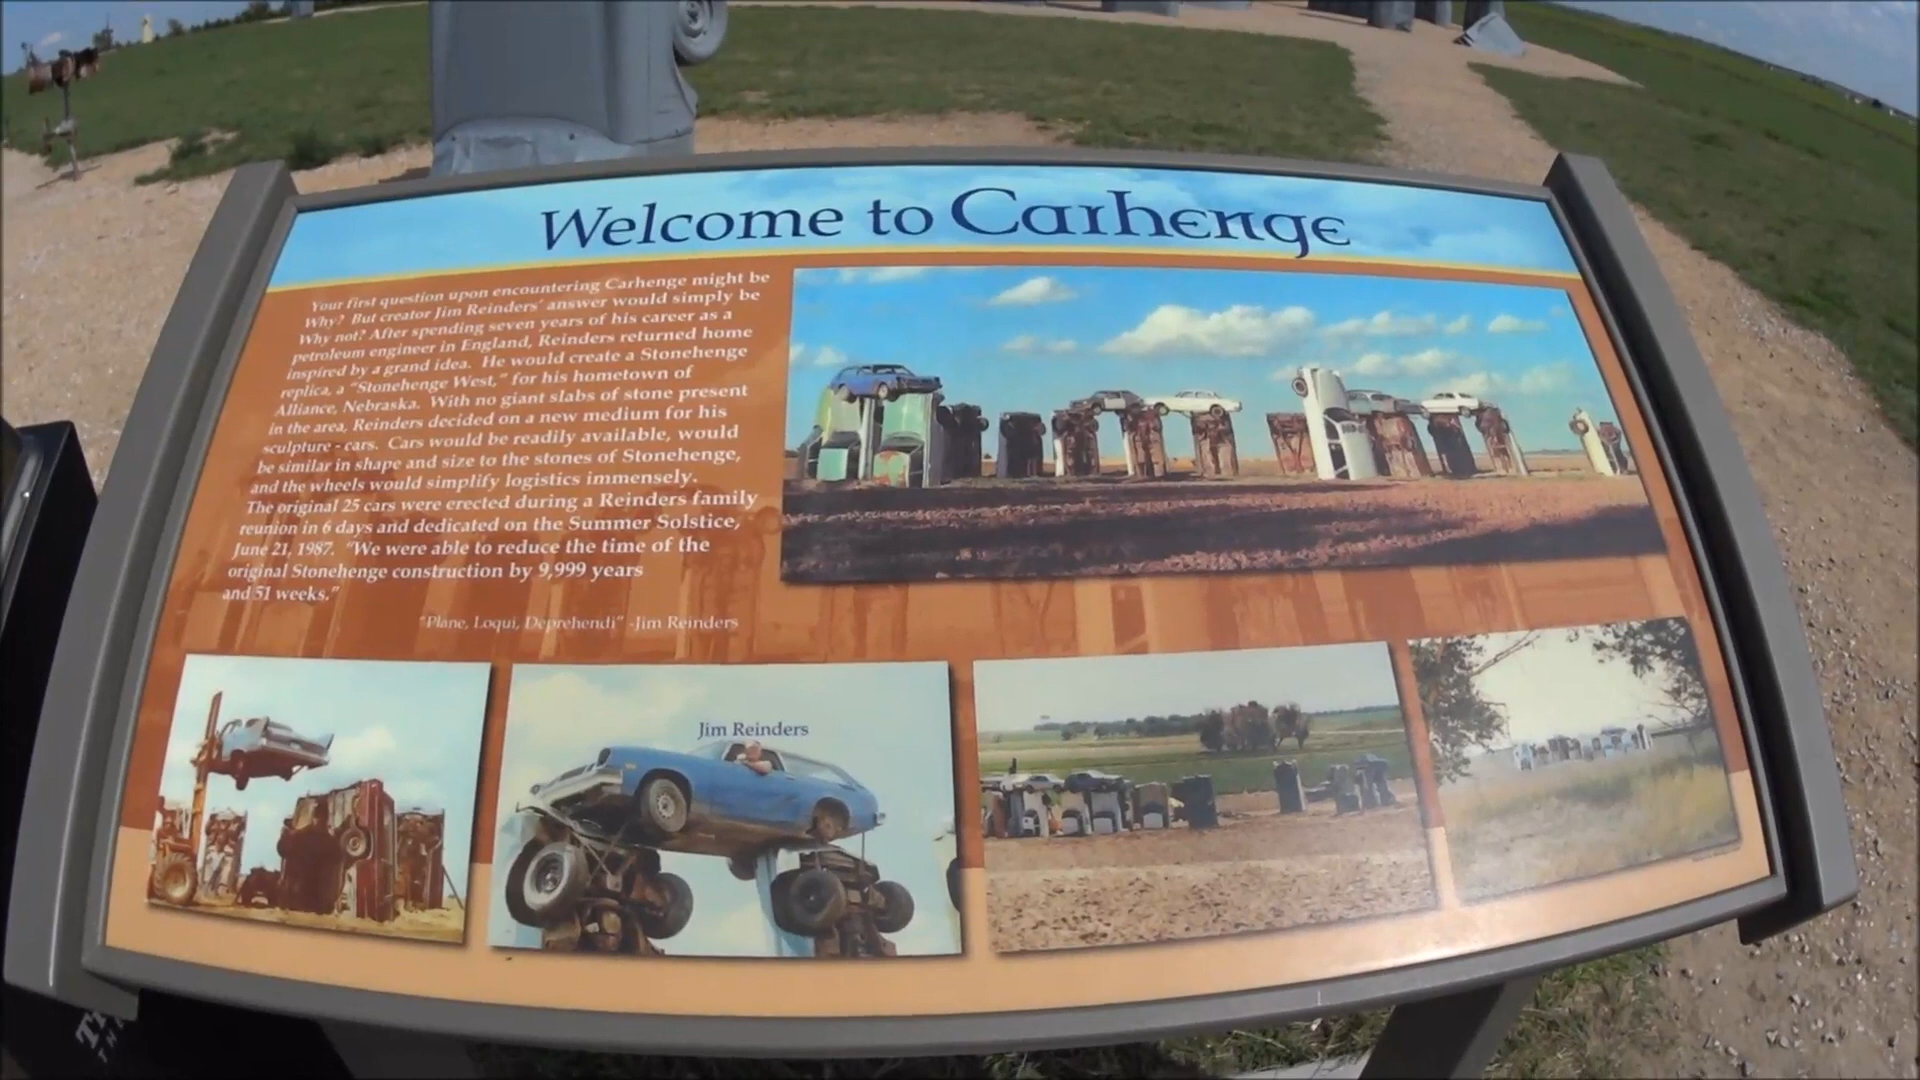 Welcome to Carhenge
Your first question upon encountering Carhenge might be
Why? But creator Jim Reinders' answer would simply be
Why not? After spending seven years of his career as a
petroleum engineer in England, Reinders returned home
inspired by a grand idea. He would create a Stonehenge
replica, a "Stonehenge West," for his hometown of
Alliance, Nebraska. With no giant slabs of stone present
in the area, Reinders decided on a new medium for his
sculpture - cars. Cars would be readily available, would
be similar in shape and size to the stones of Stonehenge,
and the wheels would simplify logistics immensely.
The original 25 cars were erected during a Reinders family
reunion in 6 days and dedicated on the Summer Solstice,
June 21, 1987. "We were able to reduce the time of the
original Stonehenge construction by 9,999 years
and 51 weeks."
"Plane, Loqui, Deprehendi" -Jim Reinders
Jim Reinders